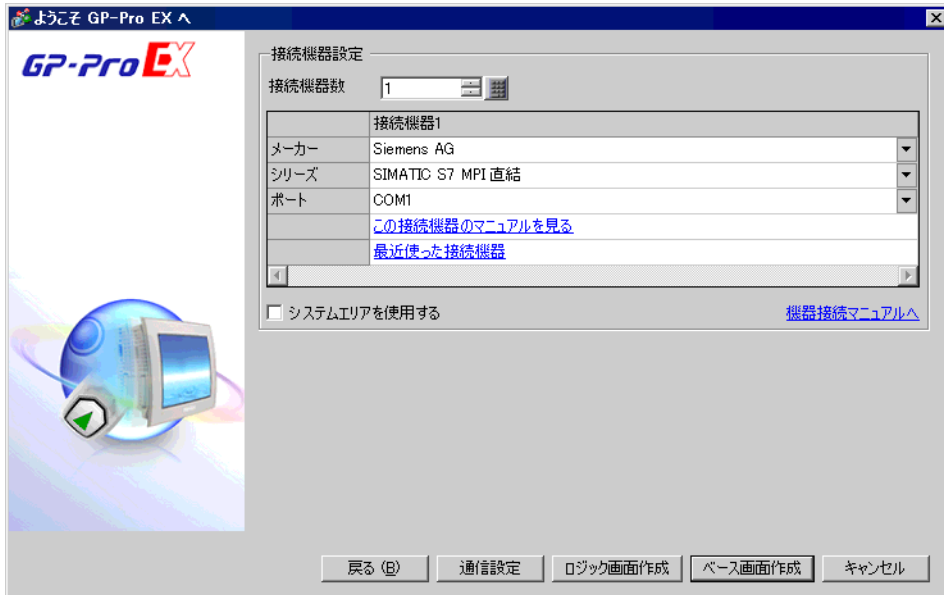 ようこそ GP-Pro EX へ
GP-Pro EX
接続機器設定
接続機器数 1
接続機器1
メーカー Siemens AG
シリーズ SIMATIC S7 MPI 直結
ポート COM1
この接続機器のマニュアルを見る
最近使った接続機器
システムエリアを使用する 機器接続マニュアルへ
戻る (B) 通信設定 ロジック画面作成 ベース画面作成 キャンセル